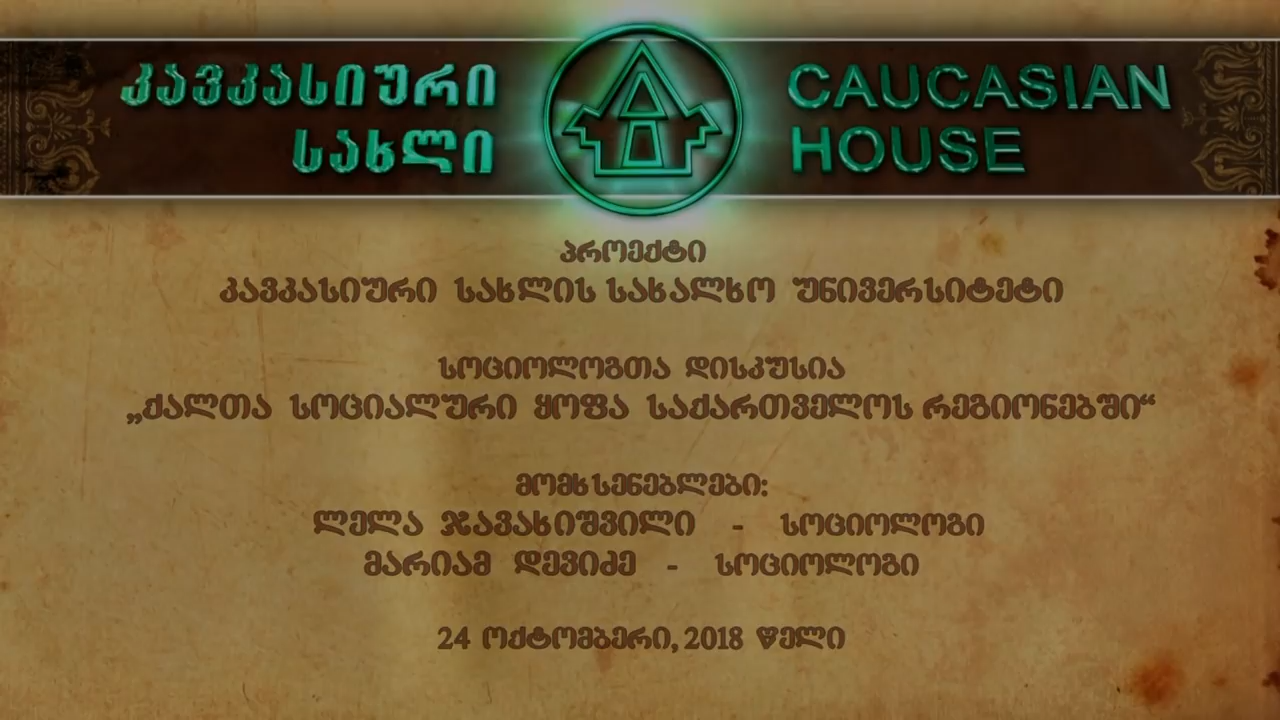 კავკასიური
სახლი
CAUCASIAN
HOUSE
პროექტი
კავკასიური სახლის სახალხო უნივერსიტეტი
სოციოლოგთა დისკუსია
„ქალთა სოციალური ყოფა საქართველოს რეგიონებში“
მომხსენებლები:
ლელა ჯავახიშვილი - სოციოლოგი
მარიამ დევიძე - სოციოლოგი
24 ოქტომბერი, 2018 წელი